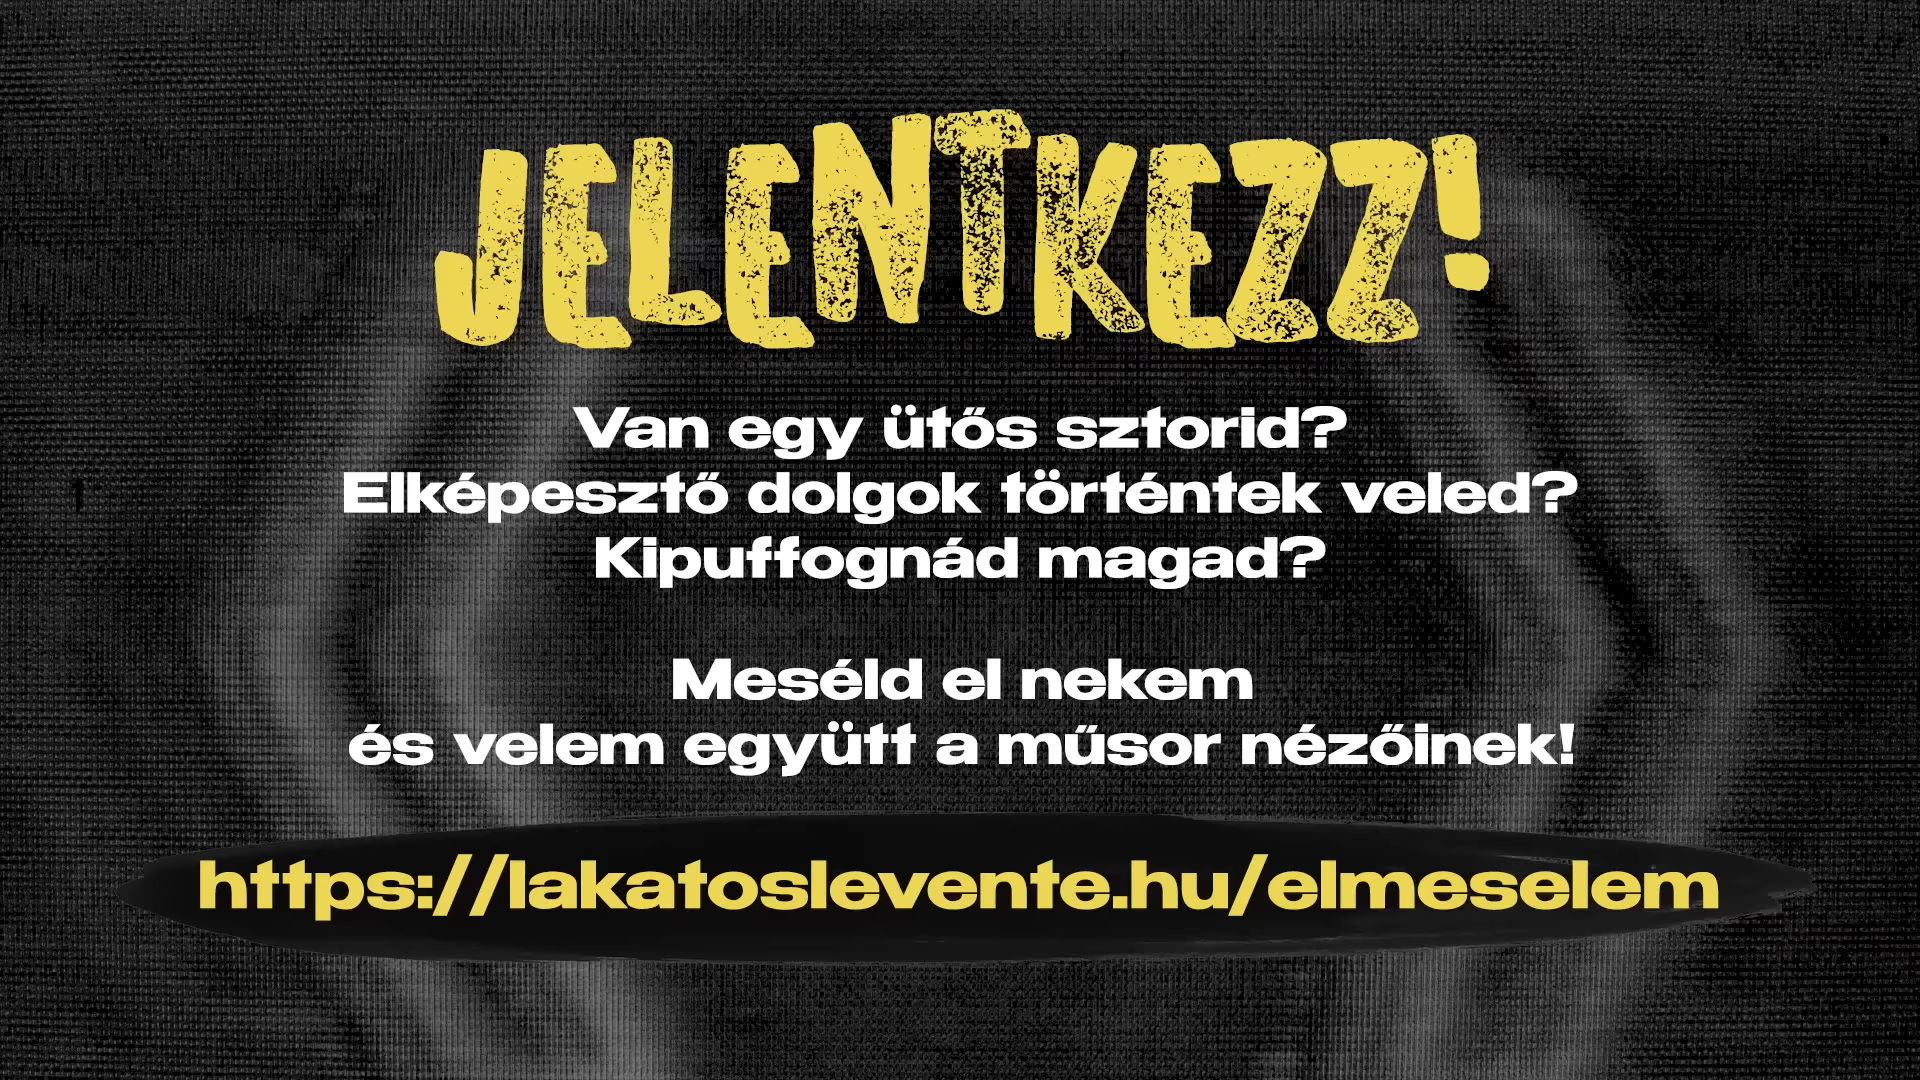 JELENTKEZZ!
Van egy ütős sztorid?
Elképesztő dolgok történtek veled?
Kipuffognád magad?
Meséld el nekem
és velem együtt a műsor nézőinek!
https://lakatoslevente.hu/elmeselem